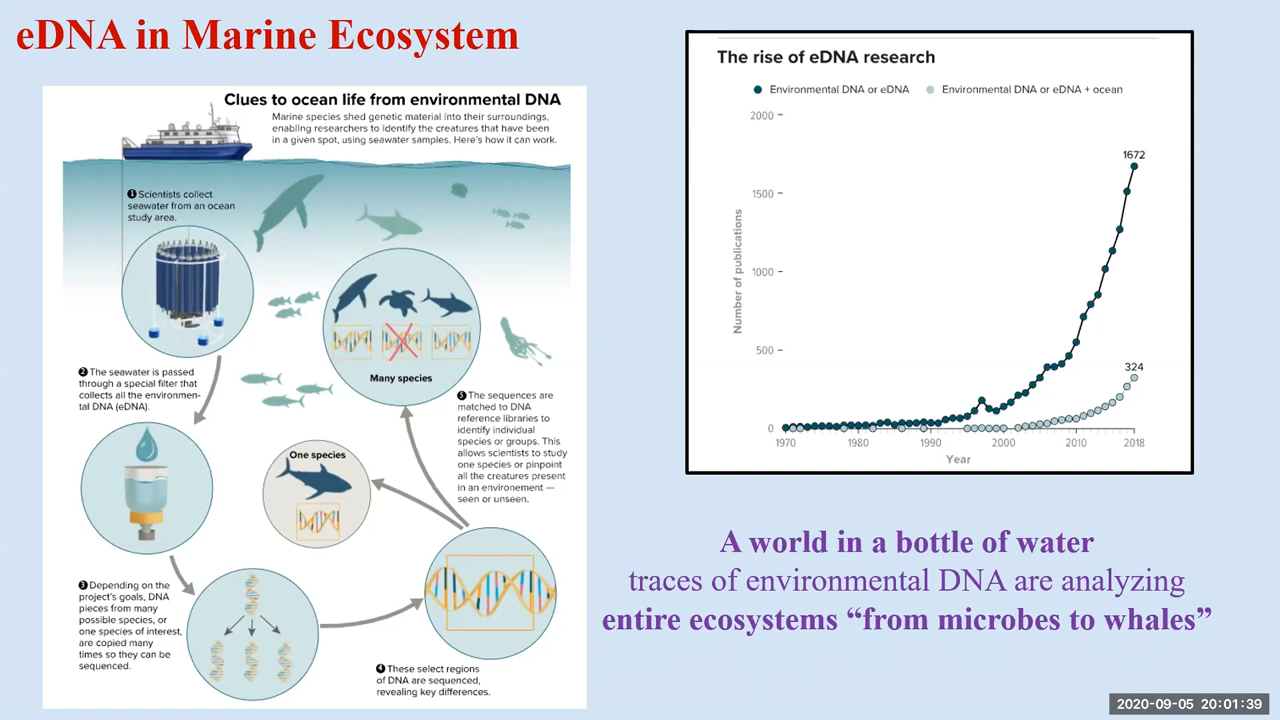 eDNA in Marine Ecosystem
Clues to ocean life from environmental DNA
Marine species shed genetic material into their surroundings,
enabling researchers to identify the creatures that have been
in a given spot, using seawater samples. Here's how it can work.
1 Scientists collect
seawater from an ocean
study area.
2 The seawater is passed
through a special filter that
collects all the environmen-
tal DNA (eDNA).
3 Depending on the
project's goals, DNA
pieces from many
possible species, or
one species of interest,
are copied many
times so they can be
sequenced.
4 These select regions
of DNA are sequenced,
revealing key differences.
One species
Many species
5 The sequences are
matched to DNA
reference libraries to
identify individual
species or groups. This
allows scientists to study
one species or pinpoint
all the creatures present
in an environement —
seen or unseen.
The rise of eDNA research
Environmental DNA or eDNA
Environmental DNA or eDNA + ocean
2000
1500
1000
500
0
Number of publications
1672
324
1970
1980
1990
2000
2010
2018
Year
A world in a bottle of water
traces of environmental DNA are analyzing
entire ecosystems “from microbes to whales”
2020-09-05 20:01:39